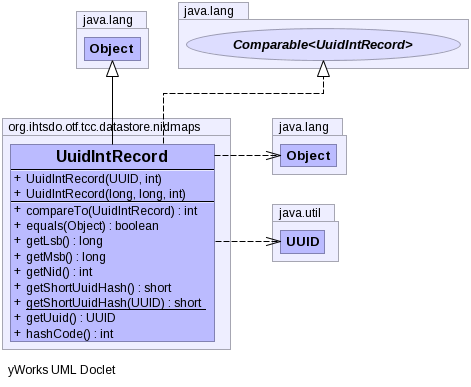 java.lang
Object
java.lang
Comparable<UuidIntRecord>
org.ihtsdo.otf.tcc.datastore.nidmaps
UuidIntRecord
+ UuidIntRecord(UUID, int)
+ UuidIntRecord(long, long, int)
+ compareTo(UuidIntRecord) : int
+ equals(Object) : boolean
+ getLsb() : long
+ getMsb() : long
+ getNid() : int
+ getShortUuidHash() : short
+ getShortUuidHash(UUID) : short
+ getUuid() : UUID
+ hashCode() : int
java.lang
Object
java.util
UUID
yWorks UML Doclet